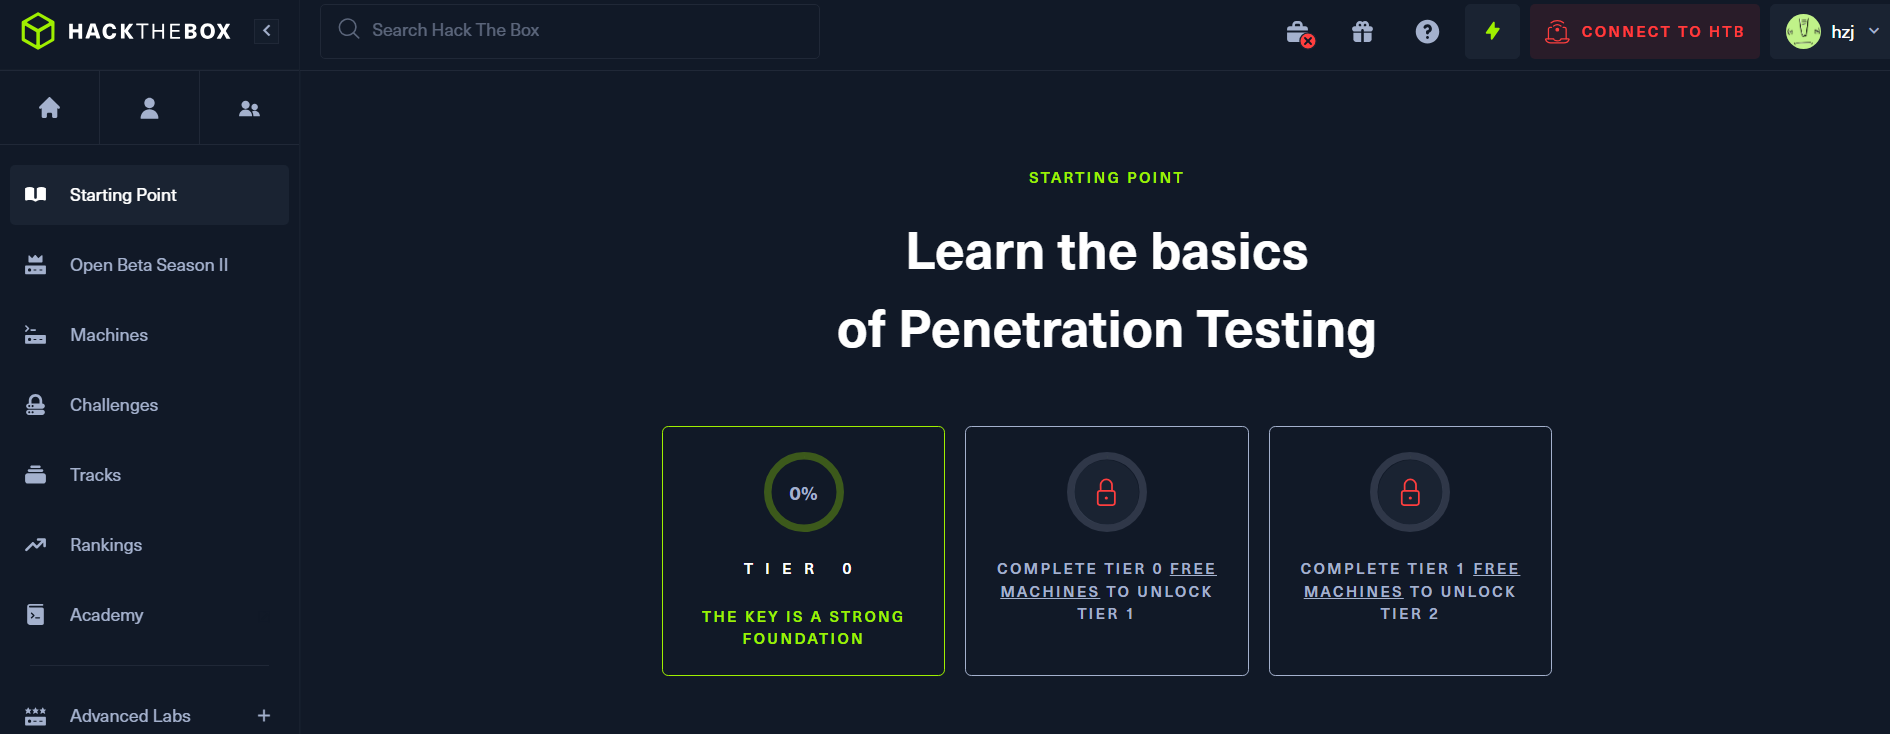 HACKTHEBOX
Search Hack The Box
CONNECT TO HTB
hzj
Starting Point
Open Beta Season II
Machines
Challenges
Tracks
Rankings
Academy
Advanced Labs
STARTING POINT
Learn the basics
of Penetration Testing
0%
TIER 0
THE KEY IS A STRONG
FOUNDATION
COMPLETE TIER 0 FREE
MACHINES TO UNLOCK
TIER 1
COMPLETE TIER 1 FREE
MACHINES TO UNLOCK
TIER 2